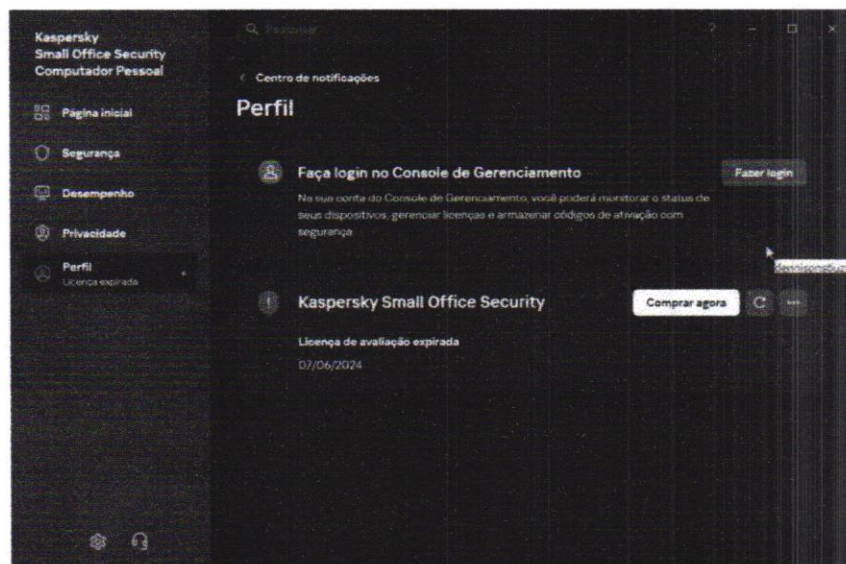 Kaspersky
Small Office Security
Computador Pessoal
Página inicial
Segurança
Desempenho
Privacidade
Perfil
Licença expirada
Pesquisar
?
< Centro de notificações
Perfil
Faça login no Console de Gerenciamento
Fazer login
Na sua conta do Console de Gerenciamento, você poderá monitorar o status de
seus dispositivos, gerenciar licenças e armazenar códigos de ativação com
segurança.
Kaspersky Small Office Security
Comprar agora
Licença de avaliação expirada
07/06/2024